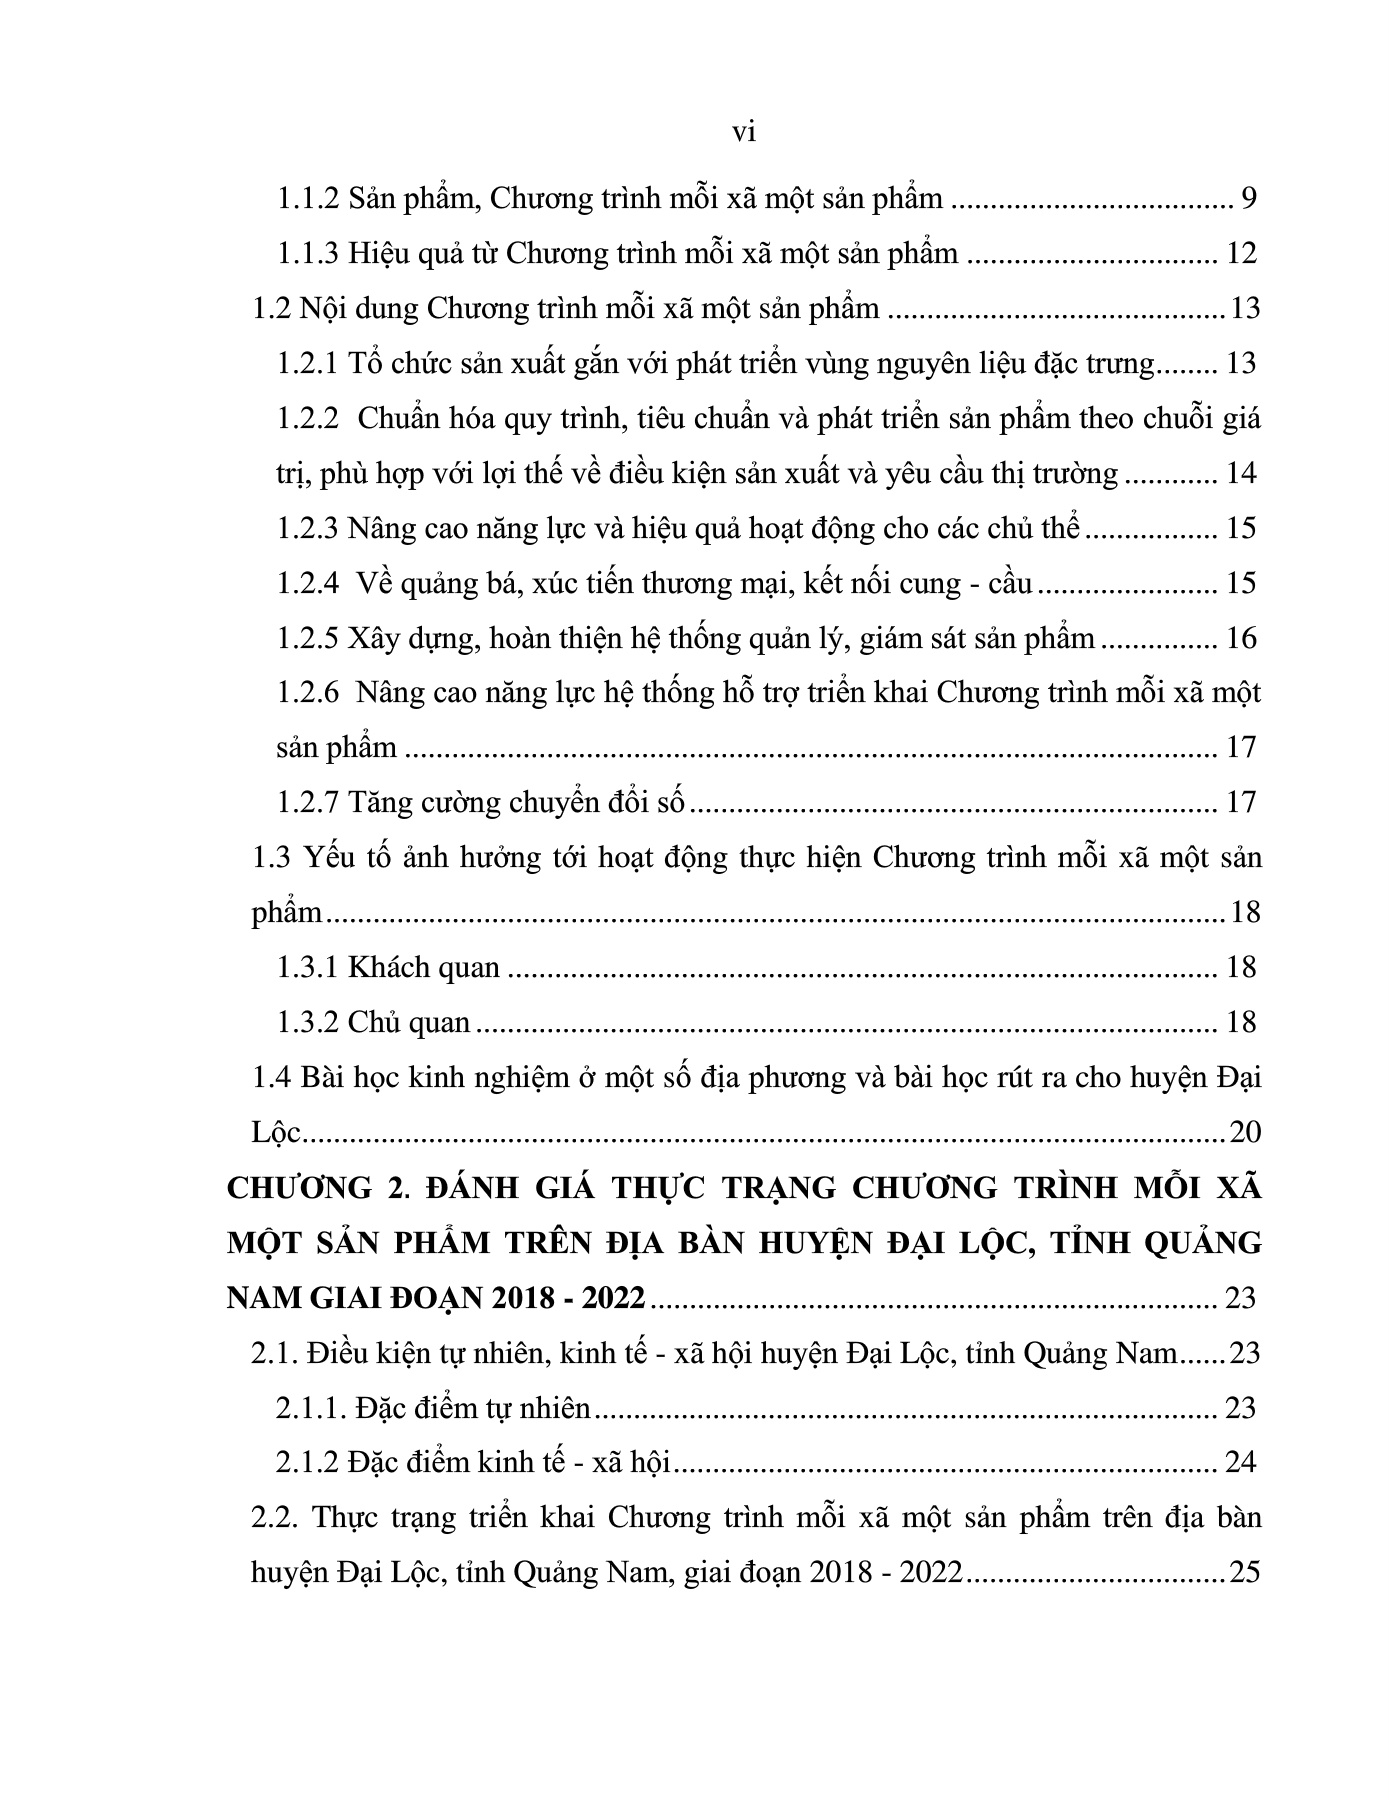 vi
1.1.2 Sản phẩm, Chương trình mỗi xã một sản phẩm .................................... 9
1.1.3 Hiệu quả từ Chương trình mỗi xã một sản phẩm ................................ 12
1.2 Nội dung Chương trình mỗi xã một sản phẩm ...........................................13
1.2.1 Tổ chức sản xuất gắn với phát triển vùng nguyên liệu đặc trưng........ 13
1.2.2  Chuẩn hóa quy trình, tiêu chuẩn và phát triển sản phẩm theo chuỗi giá
trị, phù hợp với lợi thế về điều kiện sản xuất và yêu cầu thị trường ............ 14
1.2.3 Nâng cao năng lực và hiệu quả hoạt động cho các chủ thể ................. 15
1.2.4  Về quảng bá, xúc tiến thương mại, kết nối cung - cầu ....................... 15
1.2.5 Xây dựng, hoàn thiện hệ thống quản lý, giám sát sản phẩm ............... 16
1.2.6  Nâng cao năng lực hệ thống hỗ trợ triển khai Chương trình mỗi xã một
sản phẩm ........................................................................................................ 17
1.2.7 Tăng cường chuyển đổi số .................................................................... 17
1.3 Yếu tố ảnh hưởng tới hoạt động thực hiện Chương trình mỗi xã một sản
phẩm ...................................................................................................................18
1.3.1 Khách quan ........................................................................................... 18
1.3.2 Chủ quan ............................................................................................... 18
1.4 Bài học kinh nghiệm ở một số địa phương và bài học rút ra cho huyện Đại
Lộc......................................................................................................................20
CHƯƠNG 2. ĐÁNH GIÁ THỰC TRẠNG CHƯƠNG TRÌNH MỖI XÃ
MỘT SẢN PHẨM TRÊN ĐỊA BÀN HUYỆN ĐẠI LỘC, TỈNH QUẢNG
NAM GIAI ĐOẠN 2018 - 2022 ......................................................................... 23
2.1. Điều kiện tự nhiên, kinh tế - xã hội huyện Đại Lộc, tỉnh Quảng Nam......23
2.1.1. Đặc điểm tự nhiên ................................................................................ 23
2.1.2 Đặc điểm kinh tế - xã hội...................................................................... 24
2.2. Thực trạng triển khai Chương trình mỗi xã một sản phẩm trên địa bàn
huyện Đại Lộc, tỉnh Quảng Nam, giai đoạn 2018 - 2022 .................................25